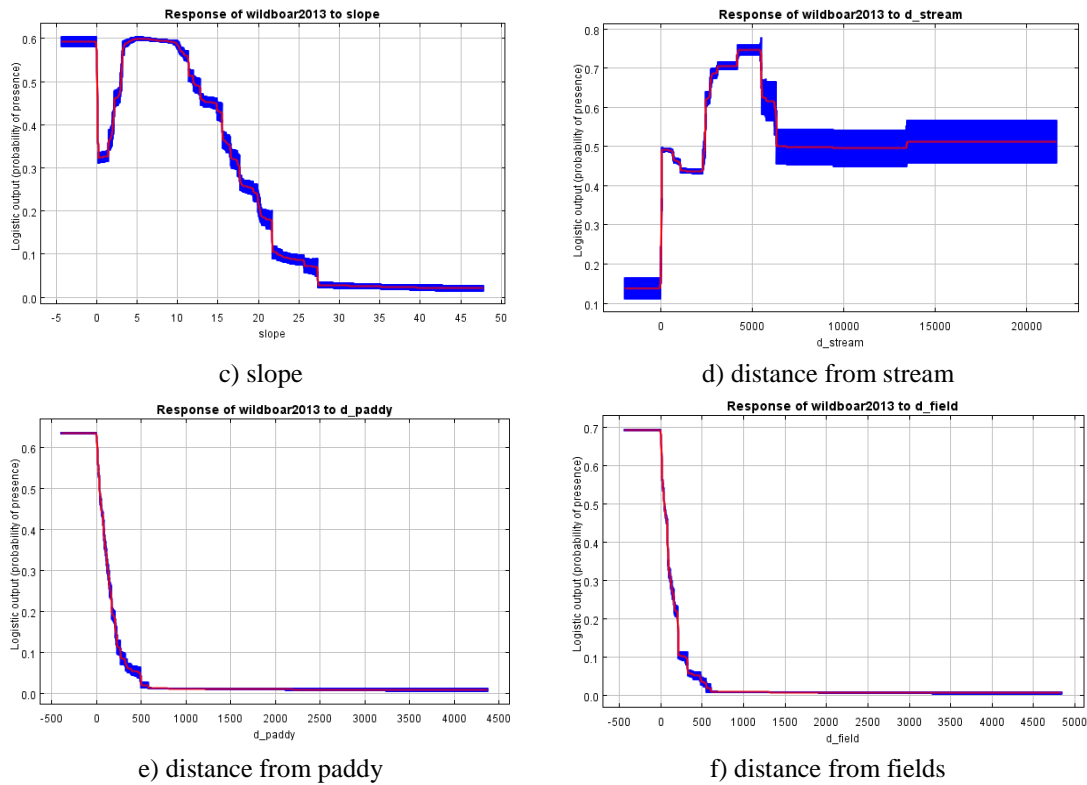 Response of wildboar2013 to slope
Logistic output (probability of presence)
0.6
0.5
0.4
0.3
0.2
0.1
0.0
-5 0 5 10 15 20 25 30 35 40 45 50
slope
c) slope
Response of wildboar2013 to d_stream
Logistic output (probability of presence)
0.8
0.7
0.6
0.5
0.4
0.3
0.2
0.1
0 5000 10000 15000 20000
d_stream
d) distance from stream
Response of wildboar2013 to d_paddy
Logistic output (probability of presence)
0.6
0.5
0.4
0.3
0.2
0.1
0.0
-500 0 500 1000 1500 2000 2500 3000 3500 4000 4500
d_paddy
e) distance from paddy
Response of wildboar2013 to d_field
Logistic output (probability of presence)
0.7
0.6
0.5
0.4
0.3
0.2
0.1
0.0
-500 0 500 1000 1500 2000 2500 3000 3500 4000 4500 5000
d_field
f) distance from fields